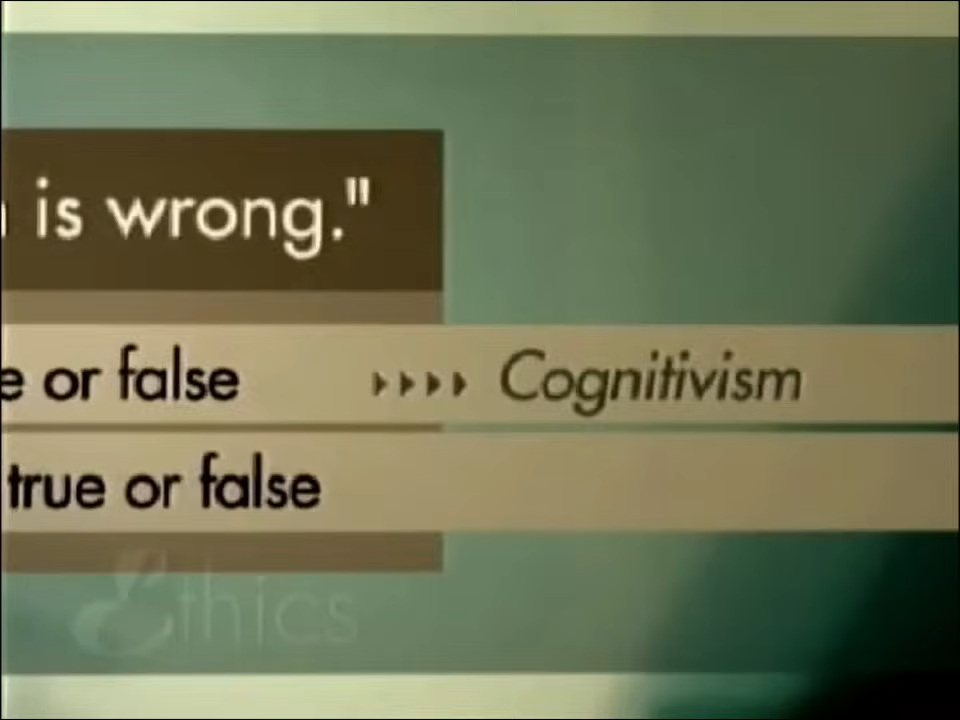 is wrong."
e or false ▸▸▸▸ Cognitivism
true or false
Ethics